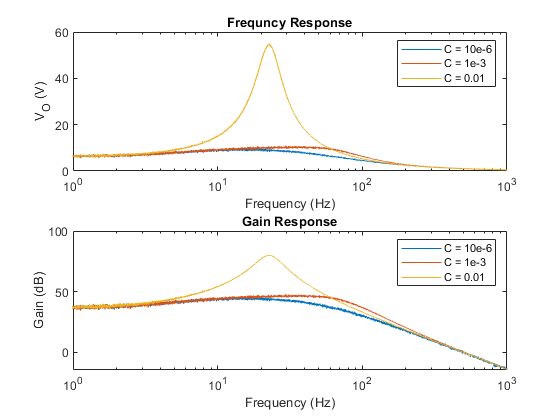 Frequncy Response
60
40
20
0
V_O (V)
C = 10e-6
C = 1e-3
C = 0.01
10^0
10^1
10^2
10^3
Frequency (Hz)
Gain Response
100
50
0
Gain (dB)
C = 10e-6
C = 1e-3
C = 0.01
10^0
10^1
10^2
10^3
Frequency (Hz)